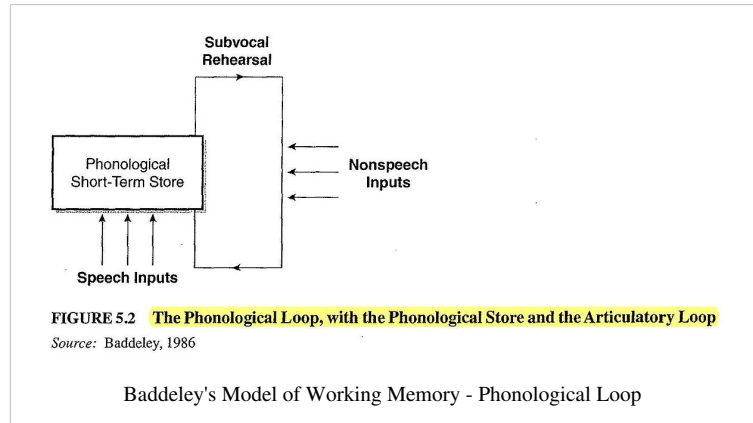 Subvocal
Rehearsal
Phonological
Short-Term Store
Nonspeech
Inputs
Speech Inputs
FIGURE 5.2 The Phonological Loop, with the Phonological Store and the Articulatory Loop
Source: Baddeley, 1986
Baddeley's Model of Working Memory - Phonological Loop